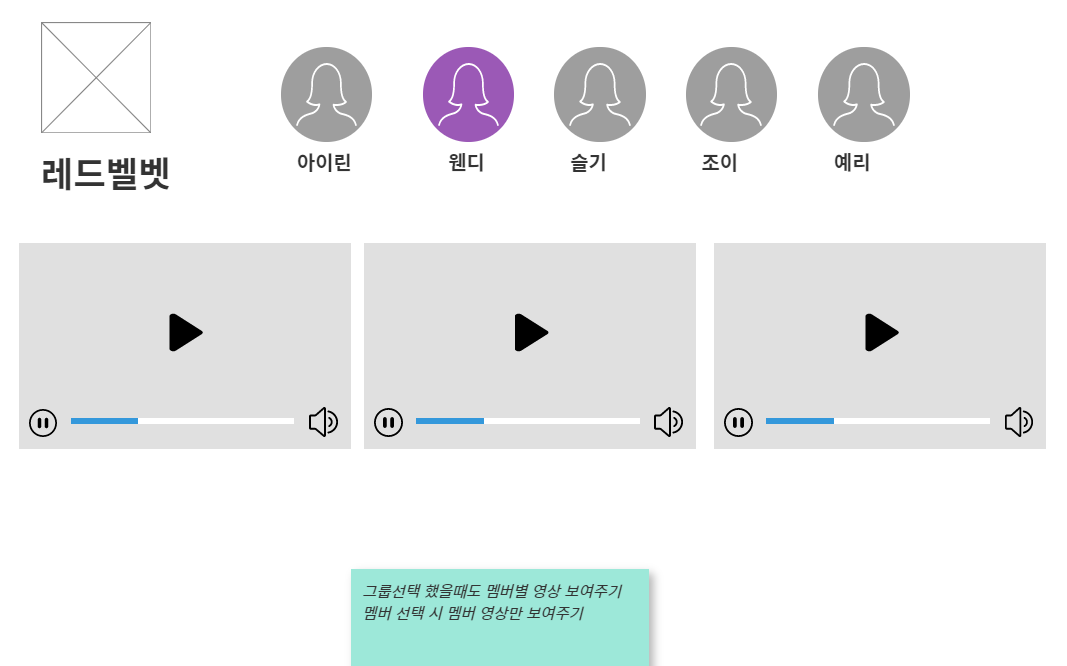 레드벨벳
아이린
웬디
슬기
조이
예리
그룹선택 했을때도 멤버별 영상 보여주기
멤버 선택 시 멤버 영상만 보여주기